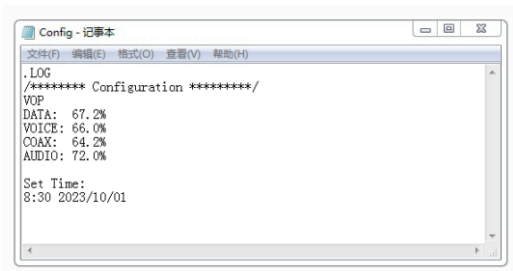 Config - 记事本
文件(F) 编辑(E) 格式(O) 查看(V) 帮助(H)
.LOG
/******** Configuration *********/
VOP
DATA: 67.2%
VOICE: 66.0%
COAX: 64.2%
AUDIO: 72.0%
Set Time:
8:30 2023/10/01